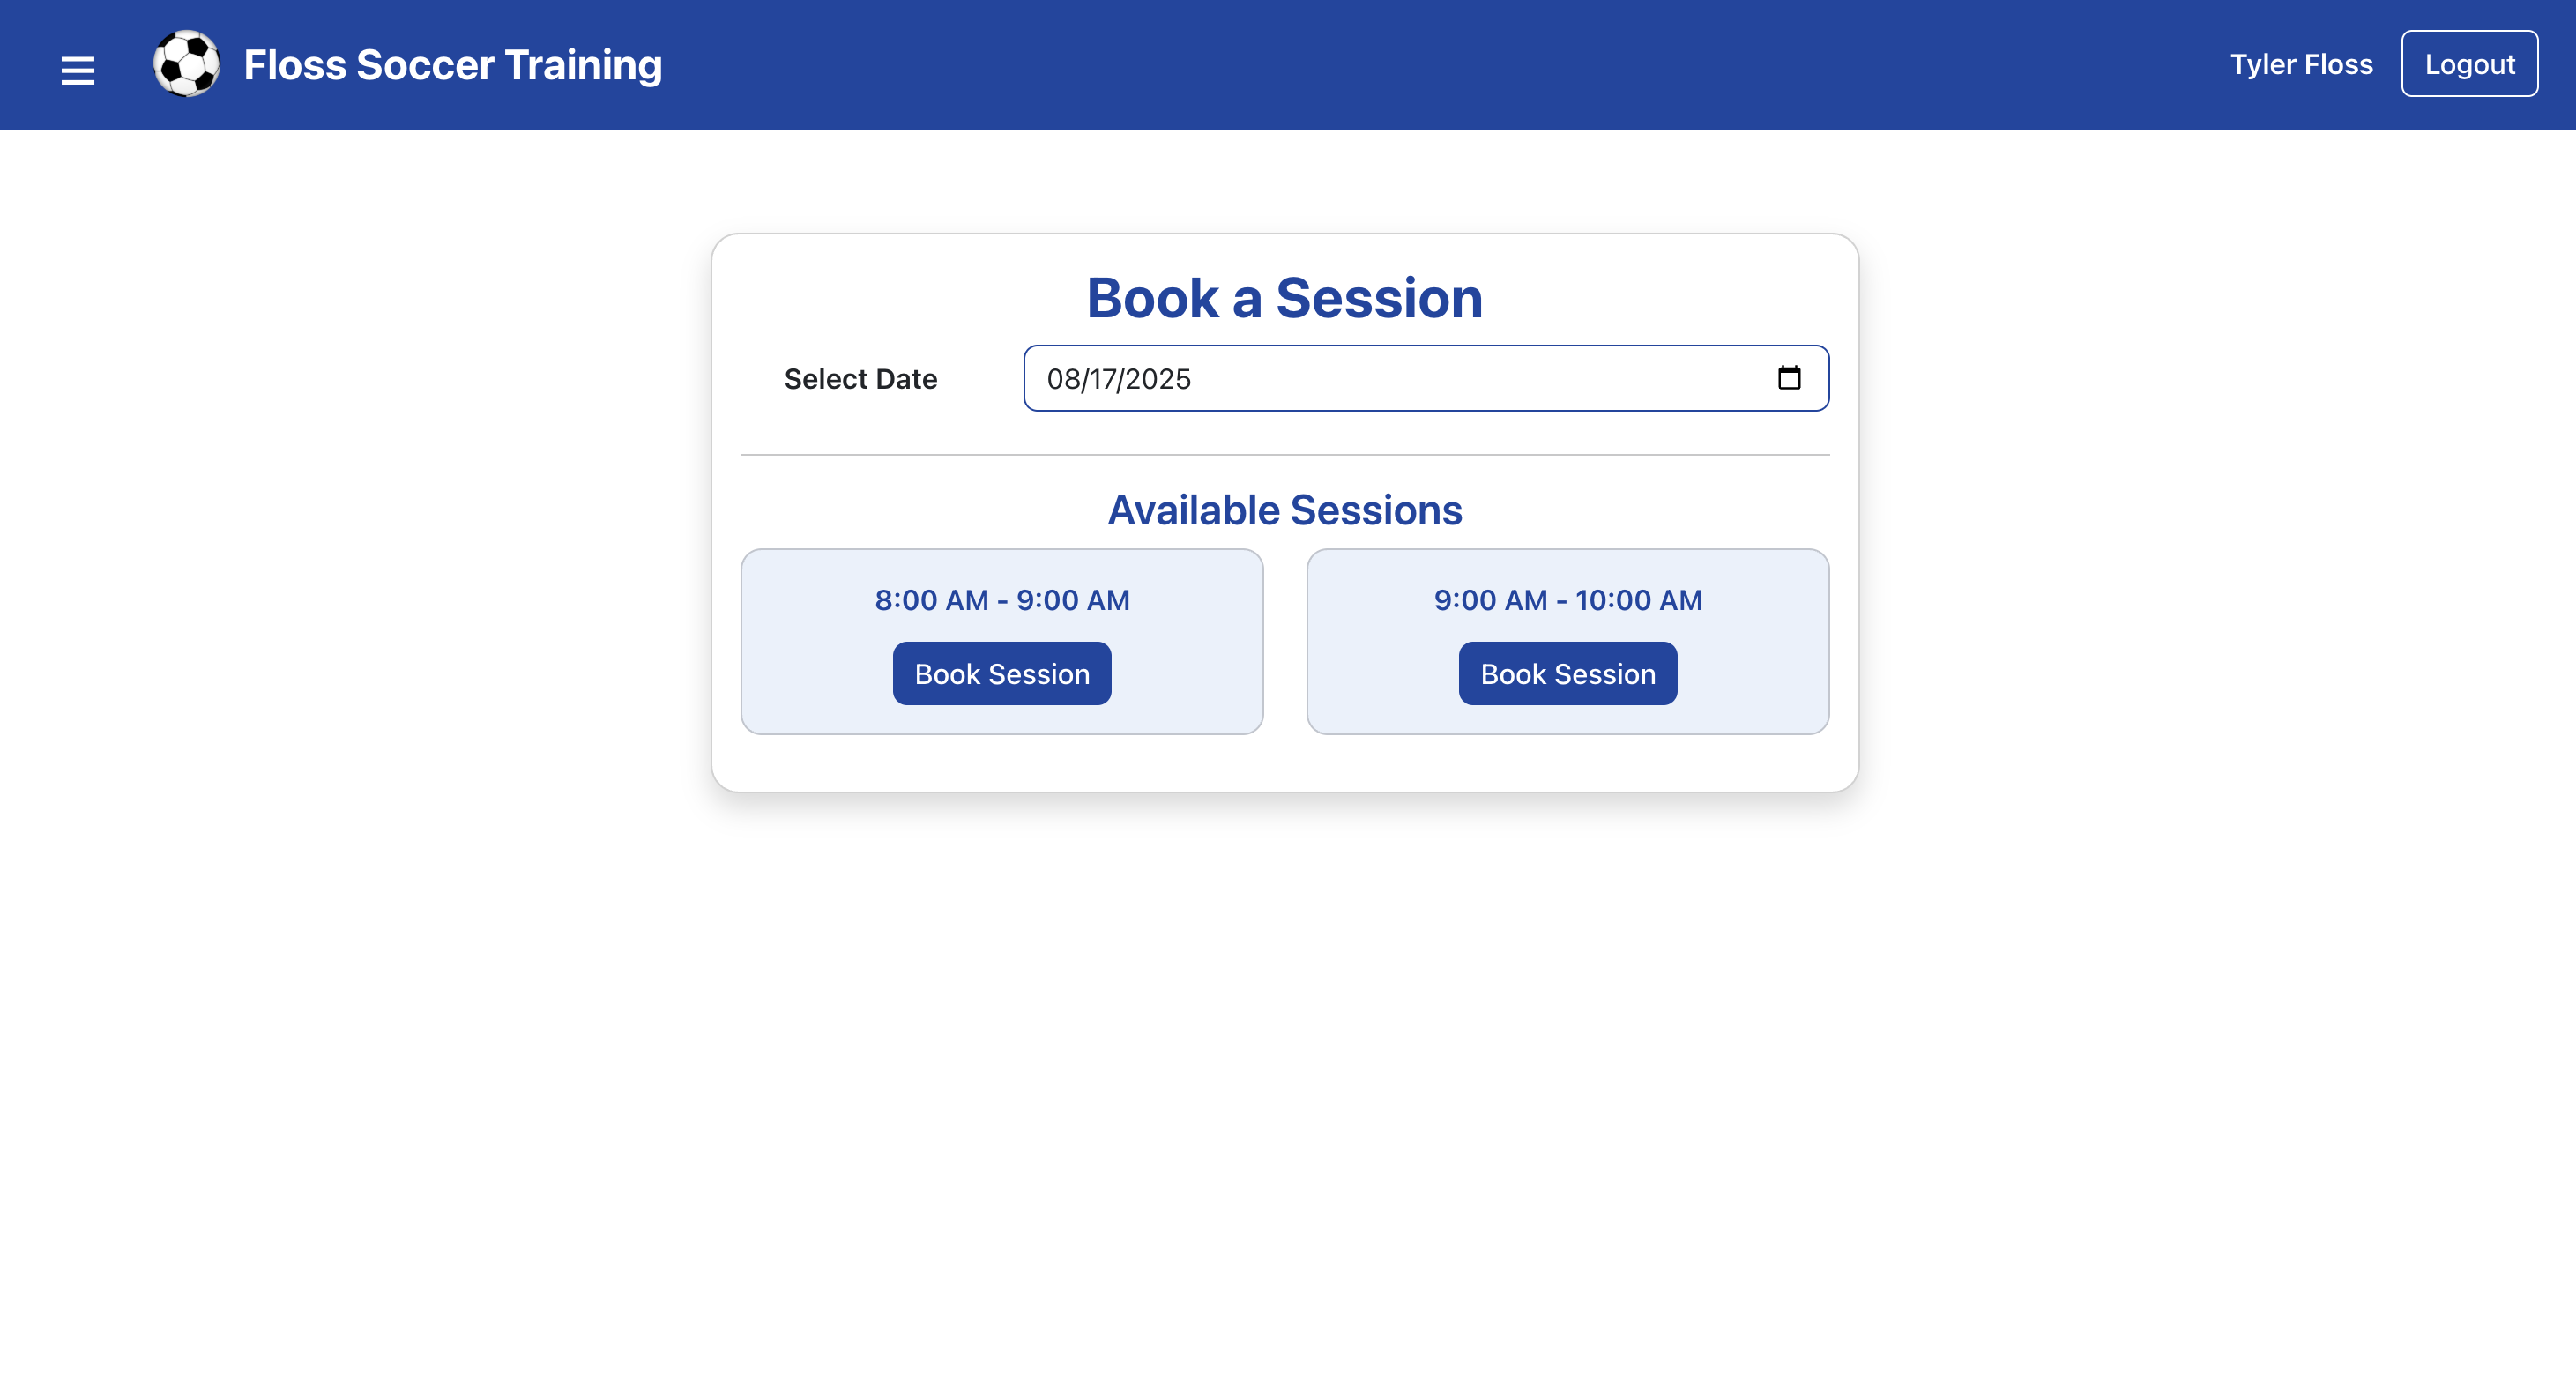 Floss Soccer Training
Tyler Floss
Logout
Book a Session
Select Date
08/17/2025
Available Sessions
8:00 AM - 9:00 AM
Book Session
9:00 AM - 10:00 AM
Book Session